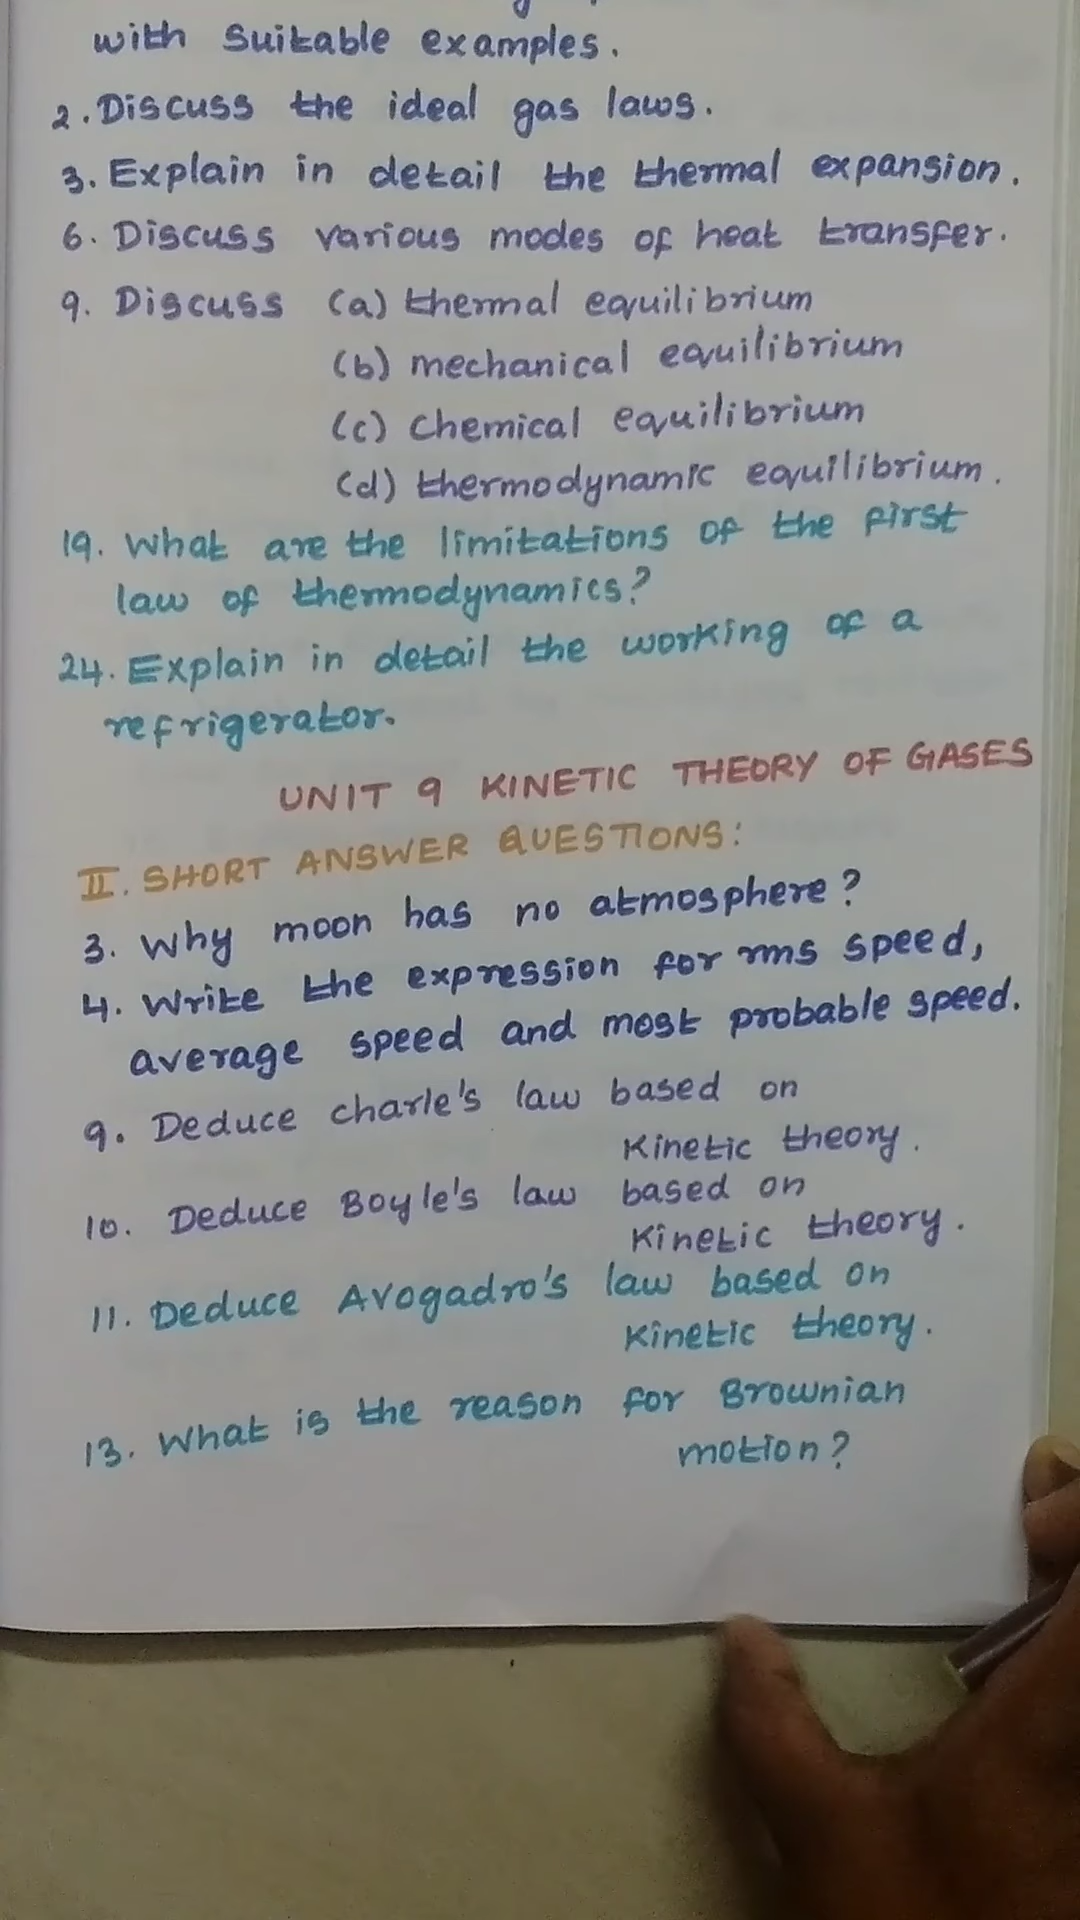 with suitable examples.
2. Discuss the ideal gas laws.
3. Explain in detail the thermal expansion.
6. Discuss various modes of heat transfer.
9. Discuss (a) thermal equilibrium
(b) mechanical equilibrium
(c) chemical equilibrium
(d) thermodynamic equilibrium.
19. What are the limitations of the first
law of thermodynamics?
24. Explain in detail the working of a
refrigerator.
UNIT 9 KINETIC THEORY OF GASES
II. SHORT ANSWER QUESTIONS:
3. Why moon has no atmosphere?
4. Write the expression for rms speed,
average speed and most probable speed.
9. Deduce charle's law based on
Kinetic theory.
10. Deduce Boyle's law based on
Kinetic theory.
11. Deduce Avogadro's law based on
Kinetic theory.
13. What is the reason for Brownian
motion?